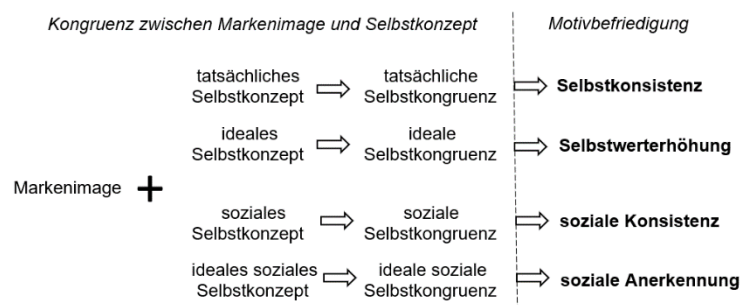 Kongruenz zwischen Markenimage und Selbstkonzept
Motivbefriedigung
tatsächliches
Selbstkonzept
tatsächliche
Selbstkongruenz
Selbstkonsistenz
ideales
Selbstkonzept
ideale
Selbstkongruenz
Selbstwerterhöhung
Markenimage +
soziales
Selbstkonzept
soziale
Selbstkongruenz
soziale Konsistenz
ideales soziales
Selbstkonzept
ideale soziale
Selbstkongruenz
soziale Anerkennung